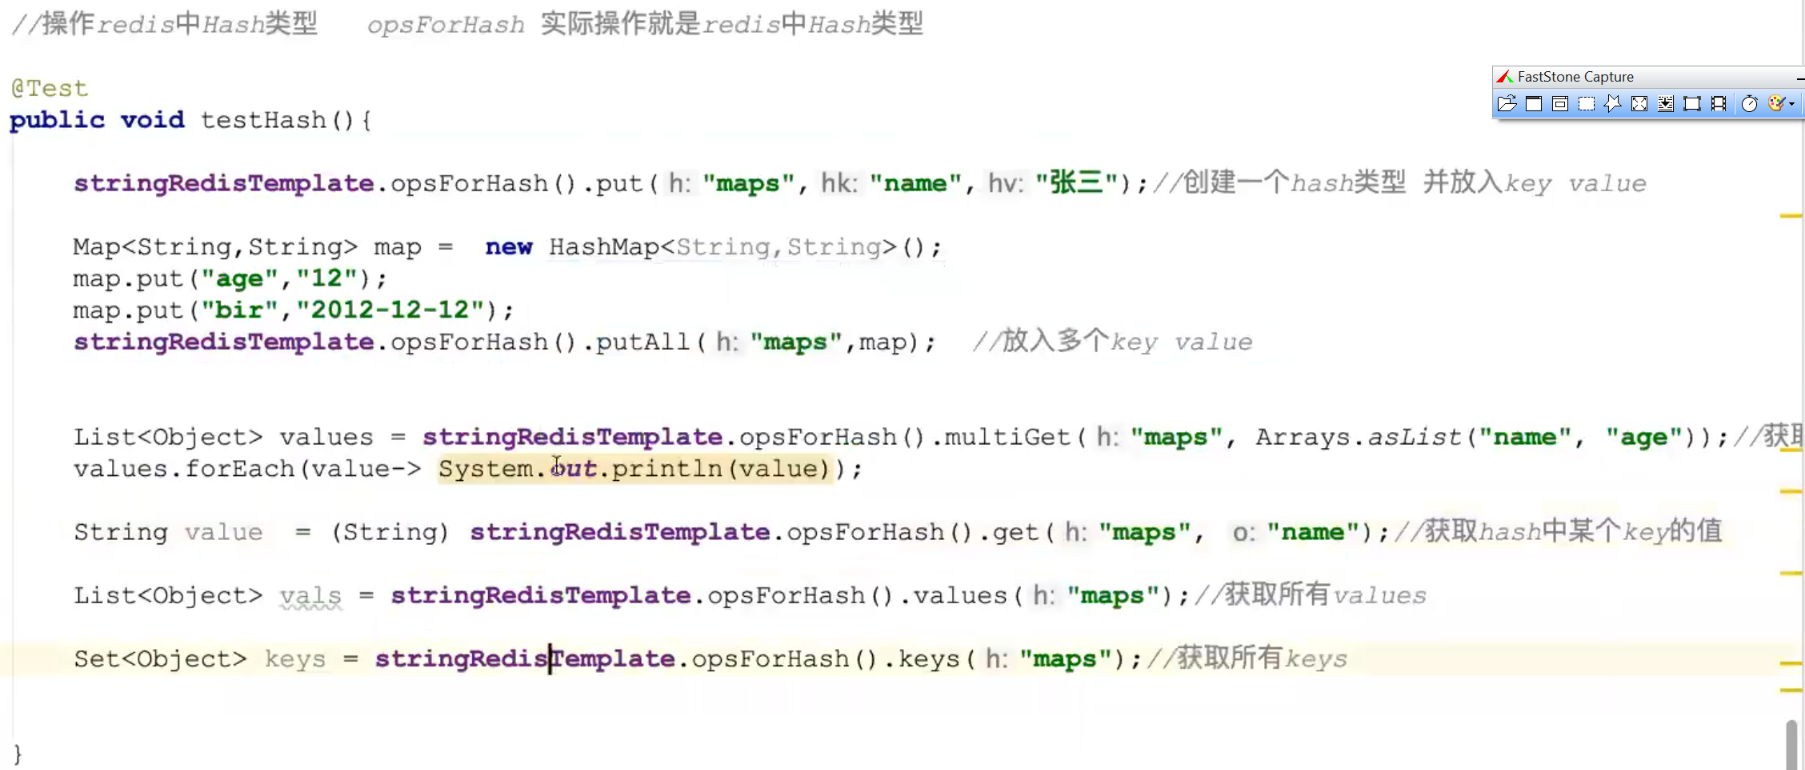 //操作redis中Hash类型   opsForHash 实际操作就是redis中Hash类型
FastStone Capture
@Test
public void testHash(){
stringRedisTemplate.opsForHash().put( h: "maps", hk: "name", hv: "张三");//创建一个hash类型 并放入key value
Map<String,String> map =  new HashMap<String,String>();
map.put("age","12");
map.put("bir","2012-12-12");
stringRedisTemplate.opsForHash().putAll( h: "maps",map);  //放入多个key value
List<Object> values = stringRedisTemplate.opsForHash().multiGet( h: "maps", Arrays.asList("name", "age"));//获取
values.forEach(value-> System.out.println(value));
String value  = (String) stringRedisTemplate.opsForHash().get( h: "maps", o: "name");//获取hash中某个key的值
List<Object> vals = stringRedisTemplate.opsForHash().values( h: "maps");//获取所有values
Set<Object> keys = stringRedisTemplate.opsForHash().keys( h: "maps");//获取所有keys
}